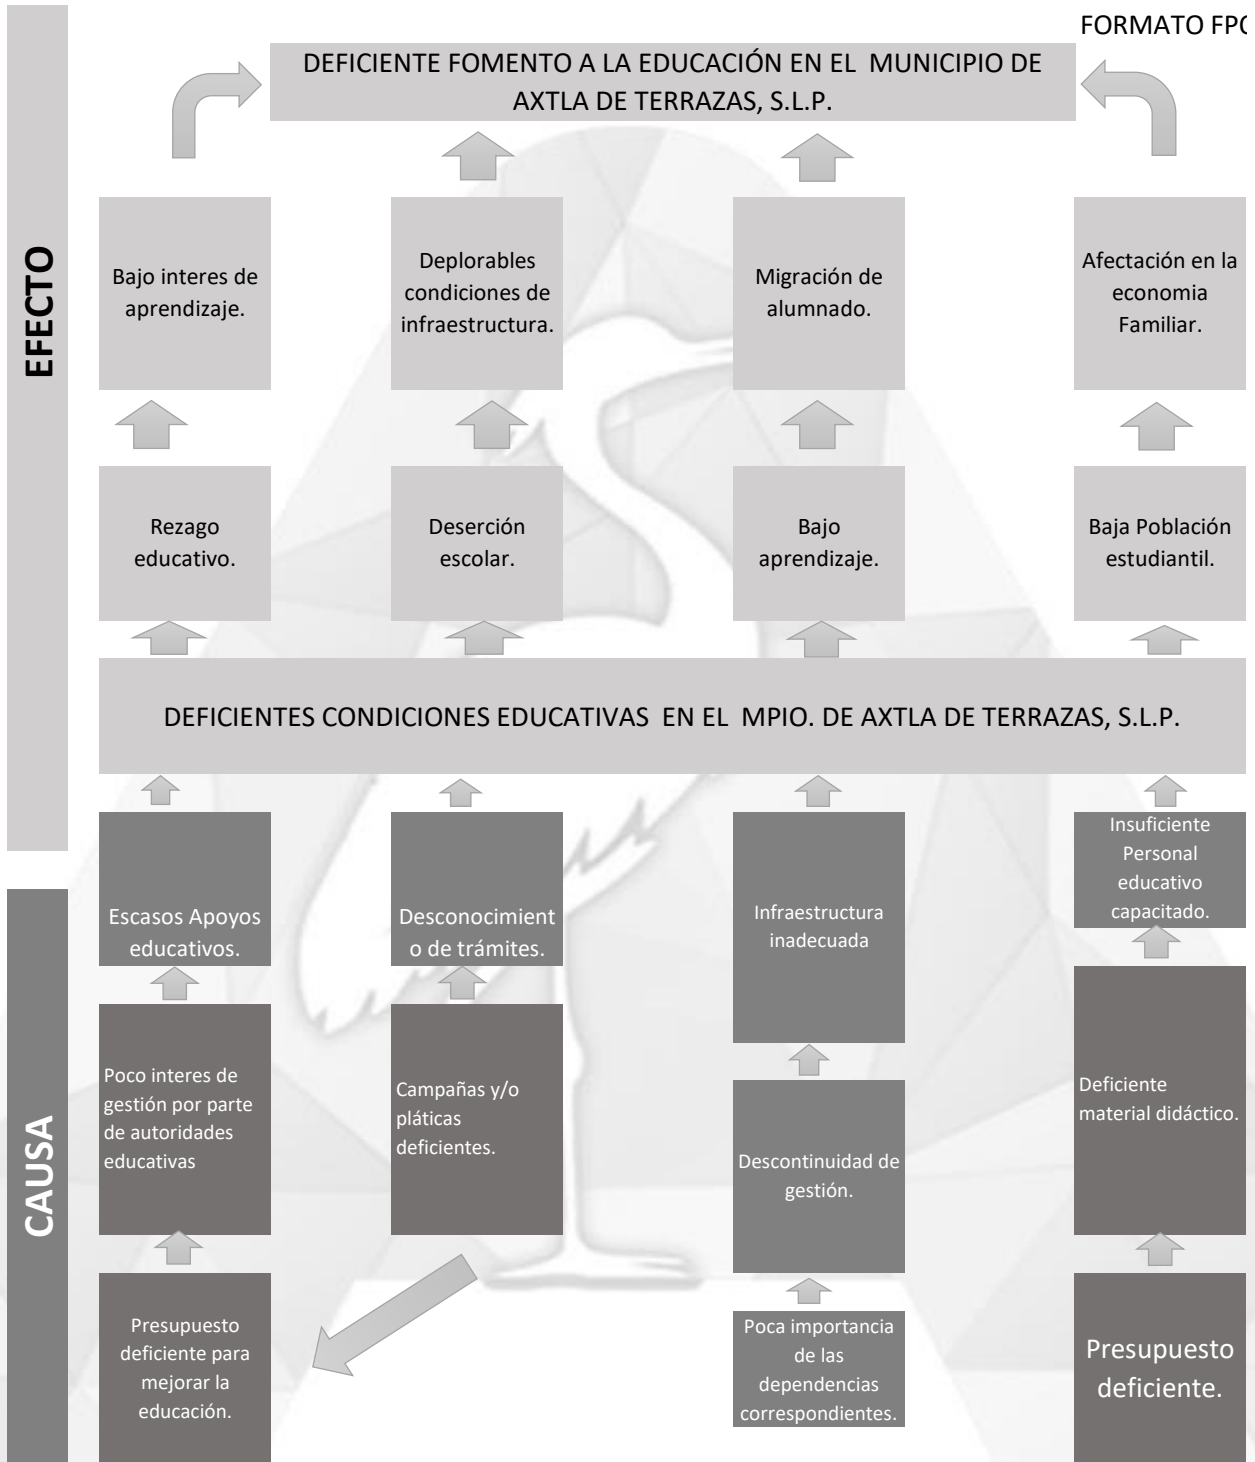 FORMATO FPC
DEFICIENTE FOMENTO A LA EDUCACIÓN EN EL MUNICIPIO DE
AXTLA DE TERRAZAS, S.L.P.
EFECTO
Bajo interes de
aprendizaje.
Deplorables
condiciones de
infraestructura.
Migración de
alumnado.
Afectación en la
economia
Familiar.
Rezago
educativo.
Deserción
escolar.
Bajo
aprendizaje.
Baja Población
estudiantil.
DEFICIENTES CONDICIONES EDUCATIVAS EN EL MPIO. DE AXTLA DE TERRAZAS, S.L.P.
CAUSA
Escasos Apoyos
educativos.
Desconocimient
o de trámites.
Infraestructura
inadecuada
Insuficiente
Personal
educativo
capacitado.
Poco interes de
gestión por parte
de autoridades
educativas
Campañas y/o
pláticas
deficientes.
Descontinuidad de
gestión.
Deficiente
material didáctico.
Presupuesto
deficiente para
mejorar la
educación.
Poca importancia
de las
dependencias
correspondientes.
Presupuesto
deficiente.